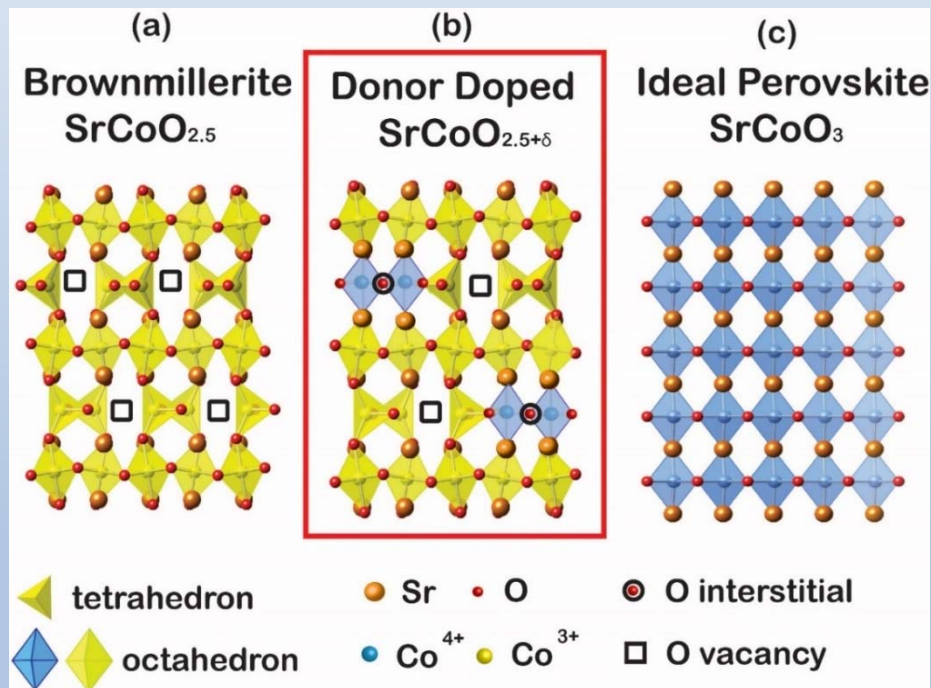 (a)
(b)
(c)
Brownmillerite
SrCoO2.5
Donor Doped
SrCoO2.5+δ
Ideal Perovskite
SrCoO3
tetrahedron
octahedron
Sr
O
O interstitial
Co4+
Co3+
O vacancy